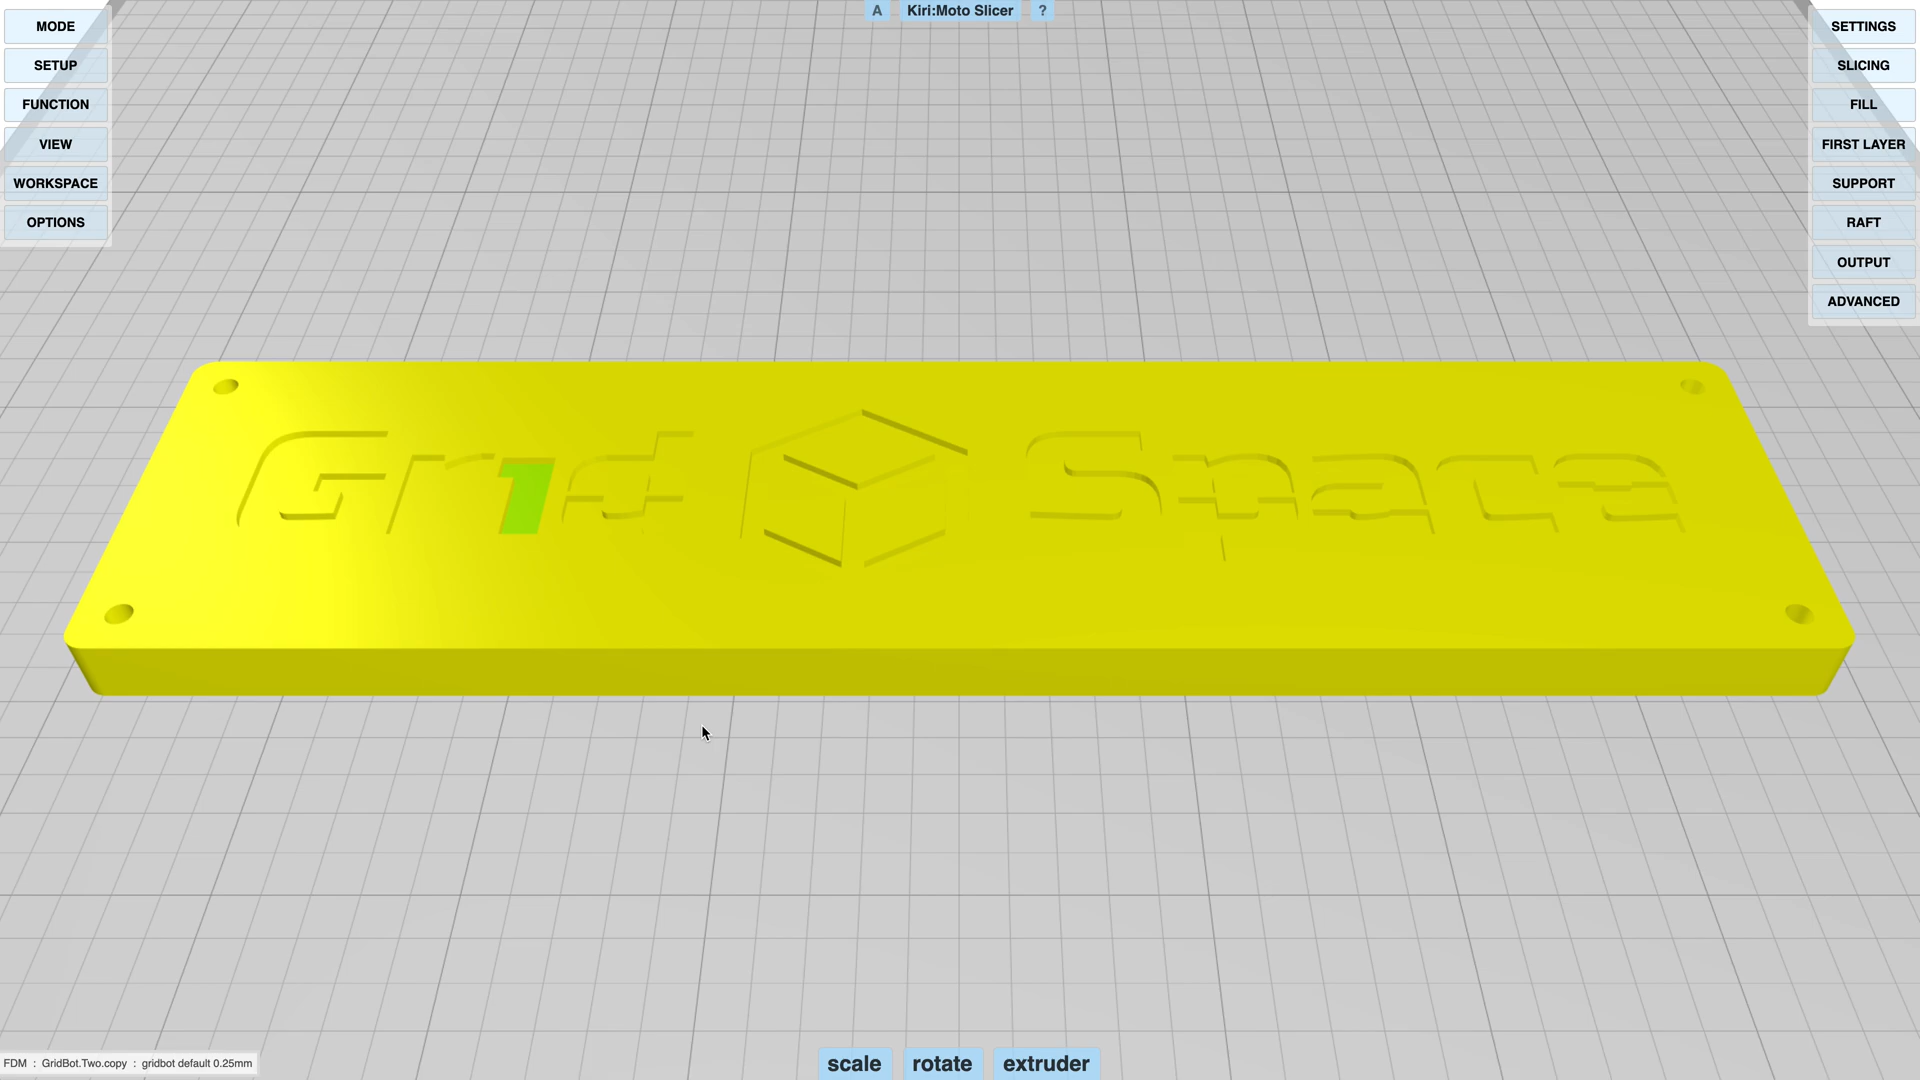 A Kiri:Moto Slicer ?
MODE
SETUP
FUNCTION
VIEW
WORKSPACE
OPTIONS
SETTINGS
SLICING
FILL
FIRST LAYER
SUPPORT
RAFT
OUTPUT
ADVANCED
Grid Space
FDM : GridBot.Two.copy : gridbot default 0.25mm
scale rotate extruder